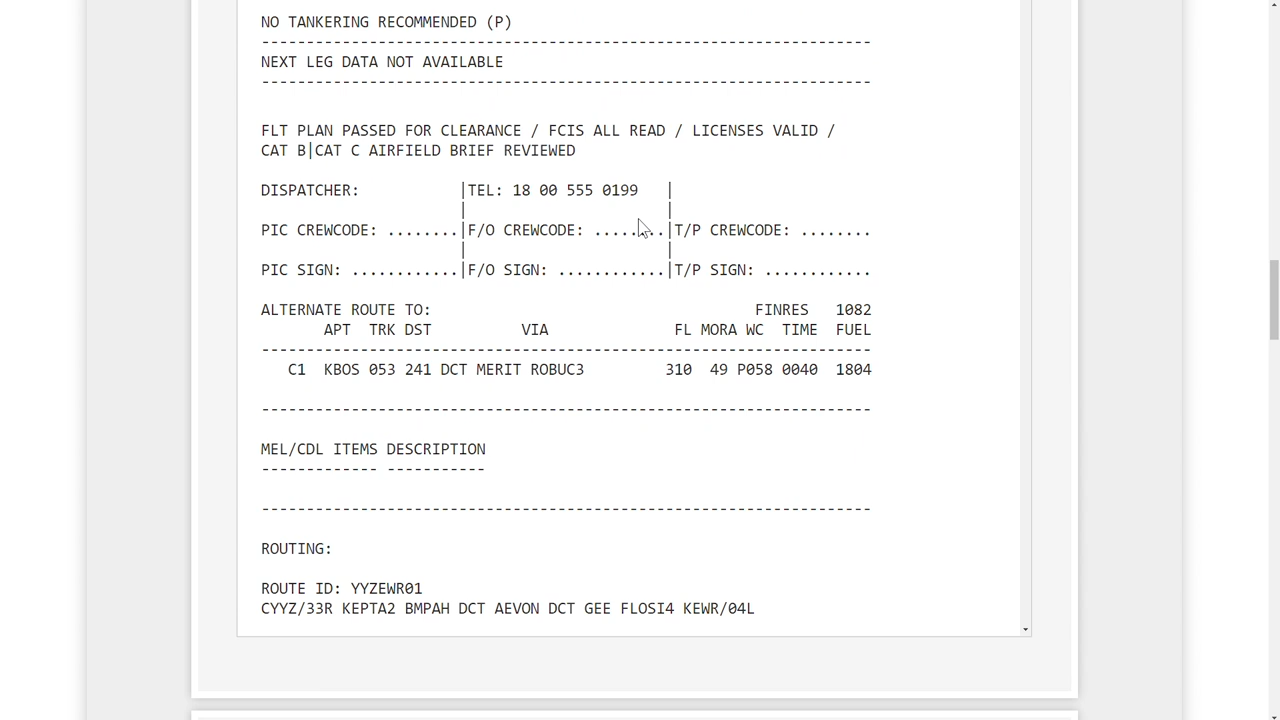 NO TANKERING RECOMMENDED (P)
--------------------------------------------------------------------
NEXT LEG DATA NOT AVAILABLE
--------------------------------------------------------------------
FLT PLAN PASSED FOR CLEARANCE / FCIS ALL READ / LICENSES VALID /
CAT B|CAT C AIRFIELD BRIEF REVIEWED
DISPATCHER:            |TEL: 18 00 555 0199   |
                       |                      |
PIC CREWCODE: ........|F/O CREWCODE: ........|T/P CREWCODE: ........
                       |                      |
PIC SIGN: ............|F/O SIGN: ............|T/P SIGN: ............
ALTERNATE ROUTE TO:                                    FINRES   1082
       APT  TRK DST          VIA              FL MORA WC  TIME  FUEL
--------------------------------------------------------------------
   C1  KBOS 053 241 DCT MERIT ROBUC3         310  49 P058 0040  1804
--------------------------------------------------------------------
MEL/CDL ITEMS DESCRIPTION
------------- -----------
--------------------------------------------------------------------
ROUTING:
ROUTE ID: YYZEWR01
CYYZ/33R KEPTA2 BMPAH DCT AEVON DCT GEE FLOSI4 KEWR/04L